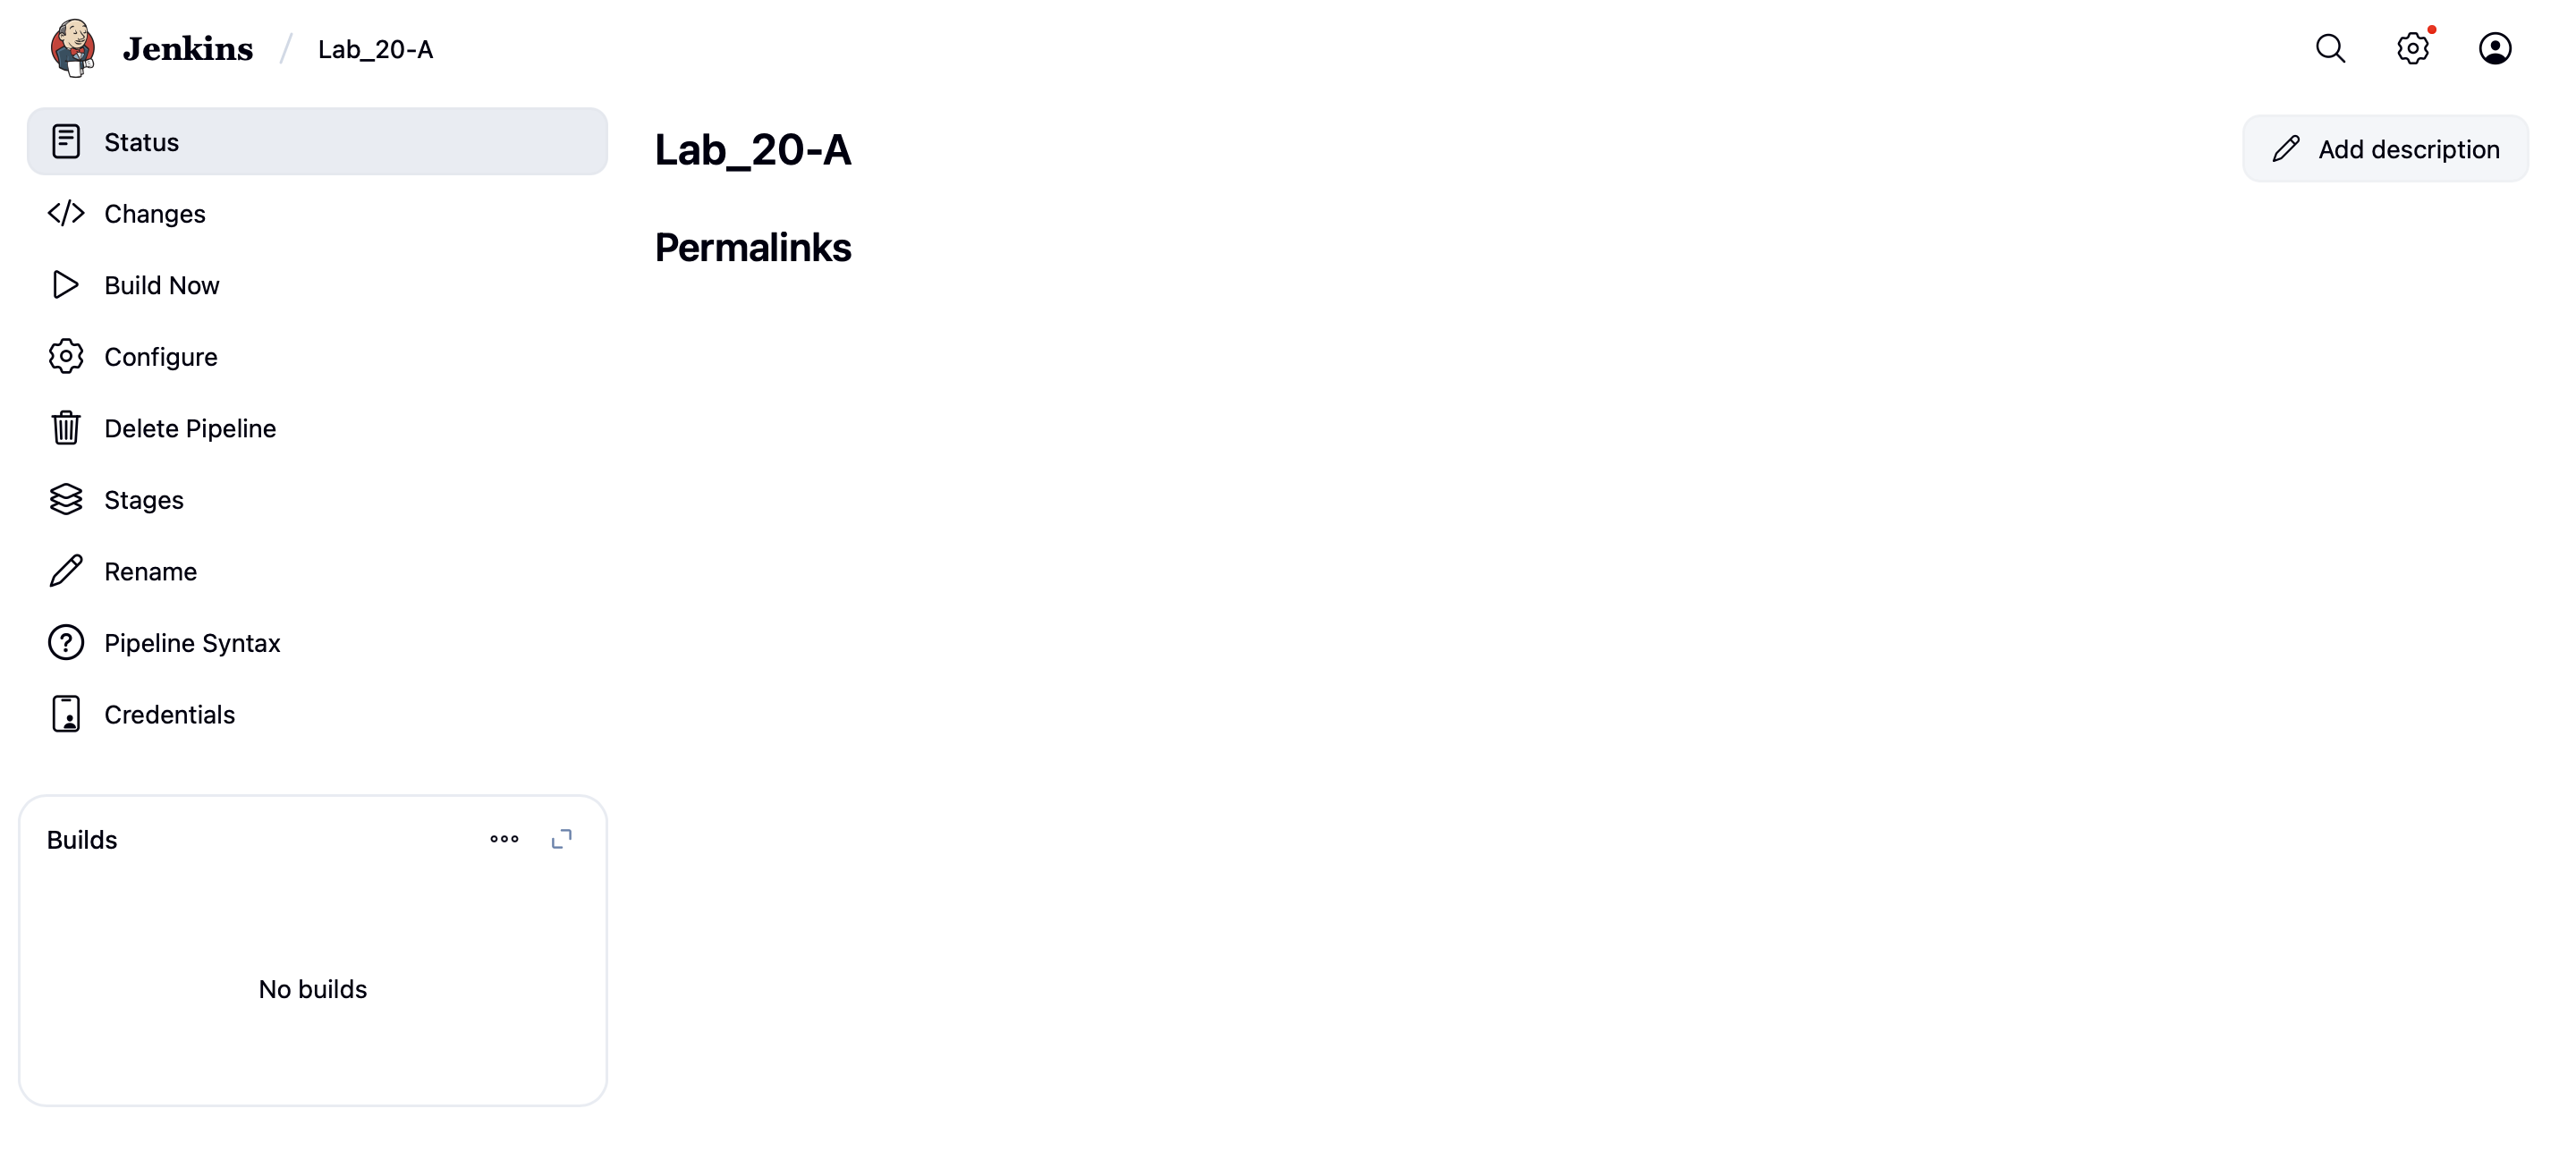 Jenkins / Lab_20-A
Status
Changes
Build Now
Configure
Delete Pipeline
Stages
Rename
Pipeline Syntax
Credentials
Builds
No builds
Lab_20-A
Add description
Permalinks